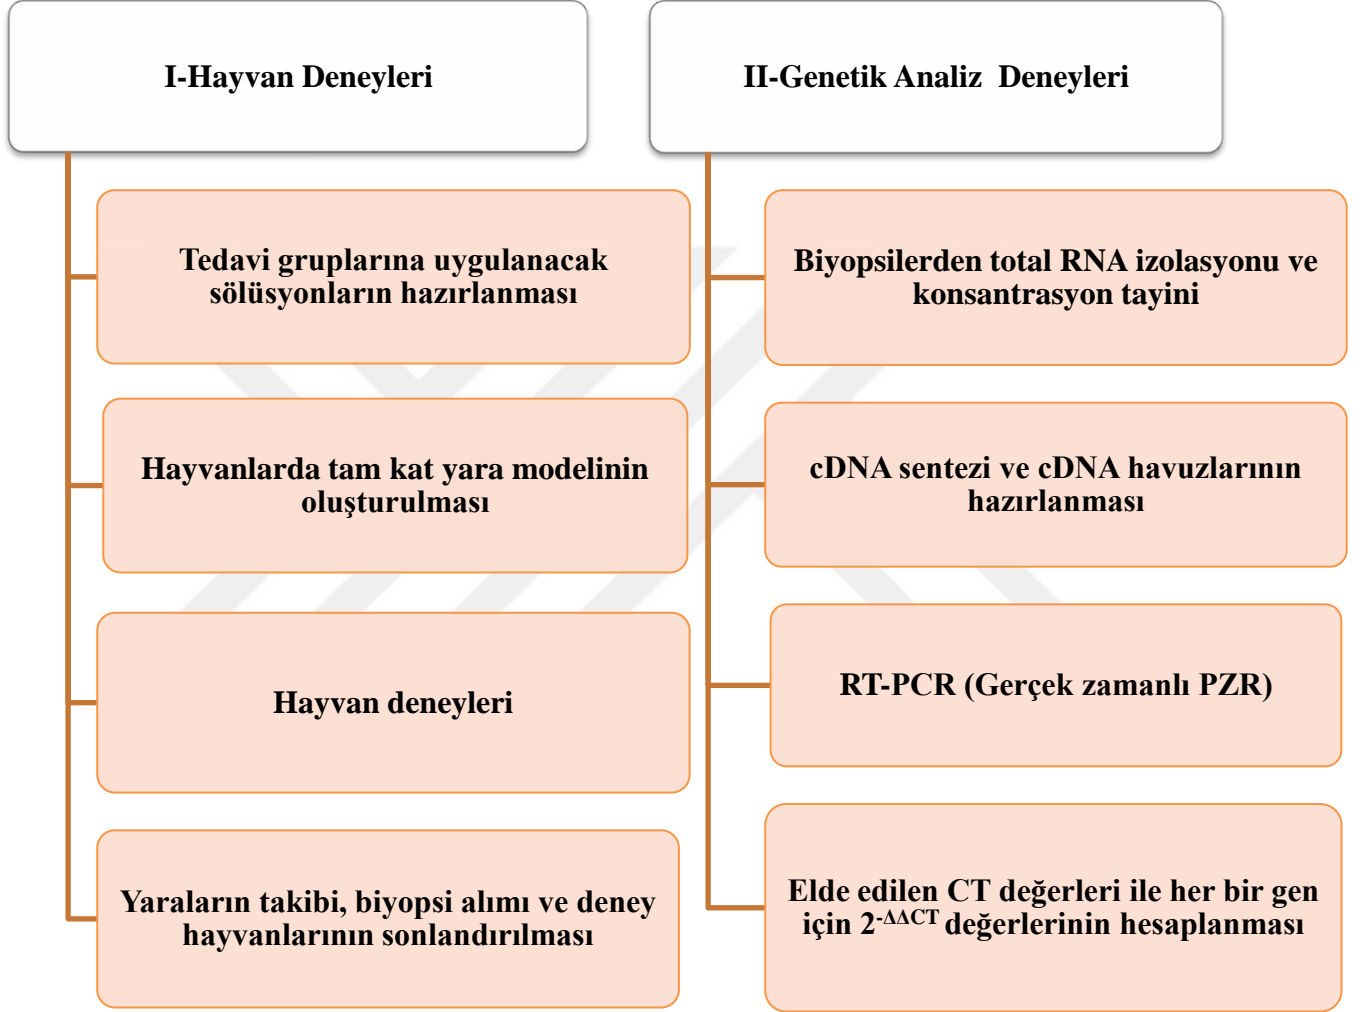 I-Hayvan Deneyleri
Tedavi gruplarına uygulanacak
sölüsyonların hazırlanması
Hayvanlarda tam kat yara modelinin
oluşturulması
Hayvan deneyleri
Yaraların takibi, biyopsi alımı ve deney
hayvanlarının sonlandırılması
II-Genetik Analiz  Deneyleri
Biyopsilerden total RNA izolasyonu ve
konsantrasyon tayini
cDNA sentezi ve cDNA havuzlarının
hazırlanması
RT-PCR (Gerçek zamanlı PZR)
Elde edilen CT değerleri ile her bir gen
için 2^-ΔΔCT değerlerinin hesaplanması